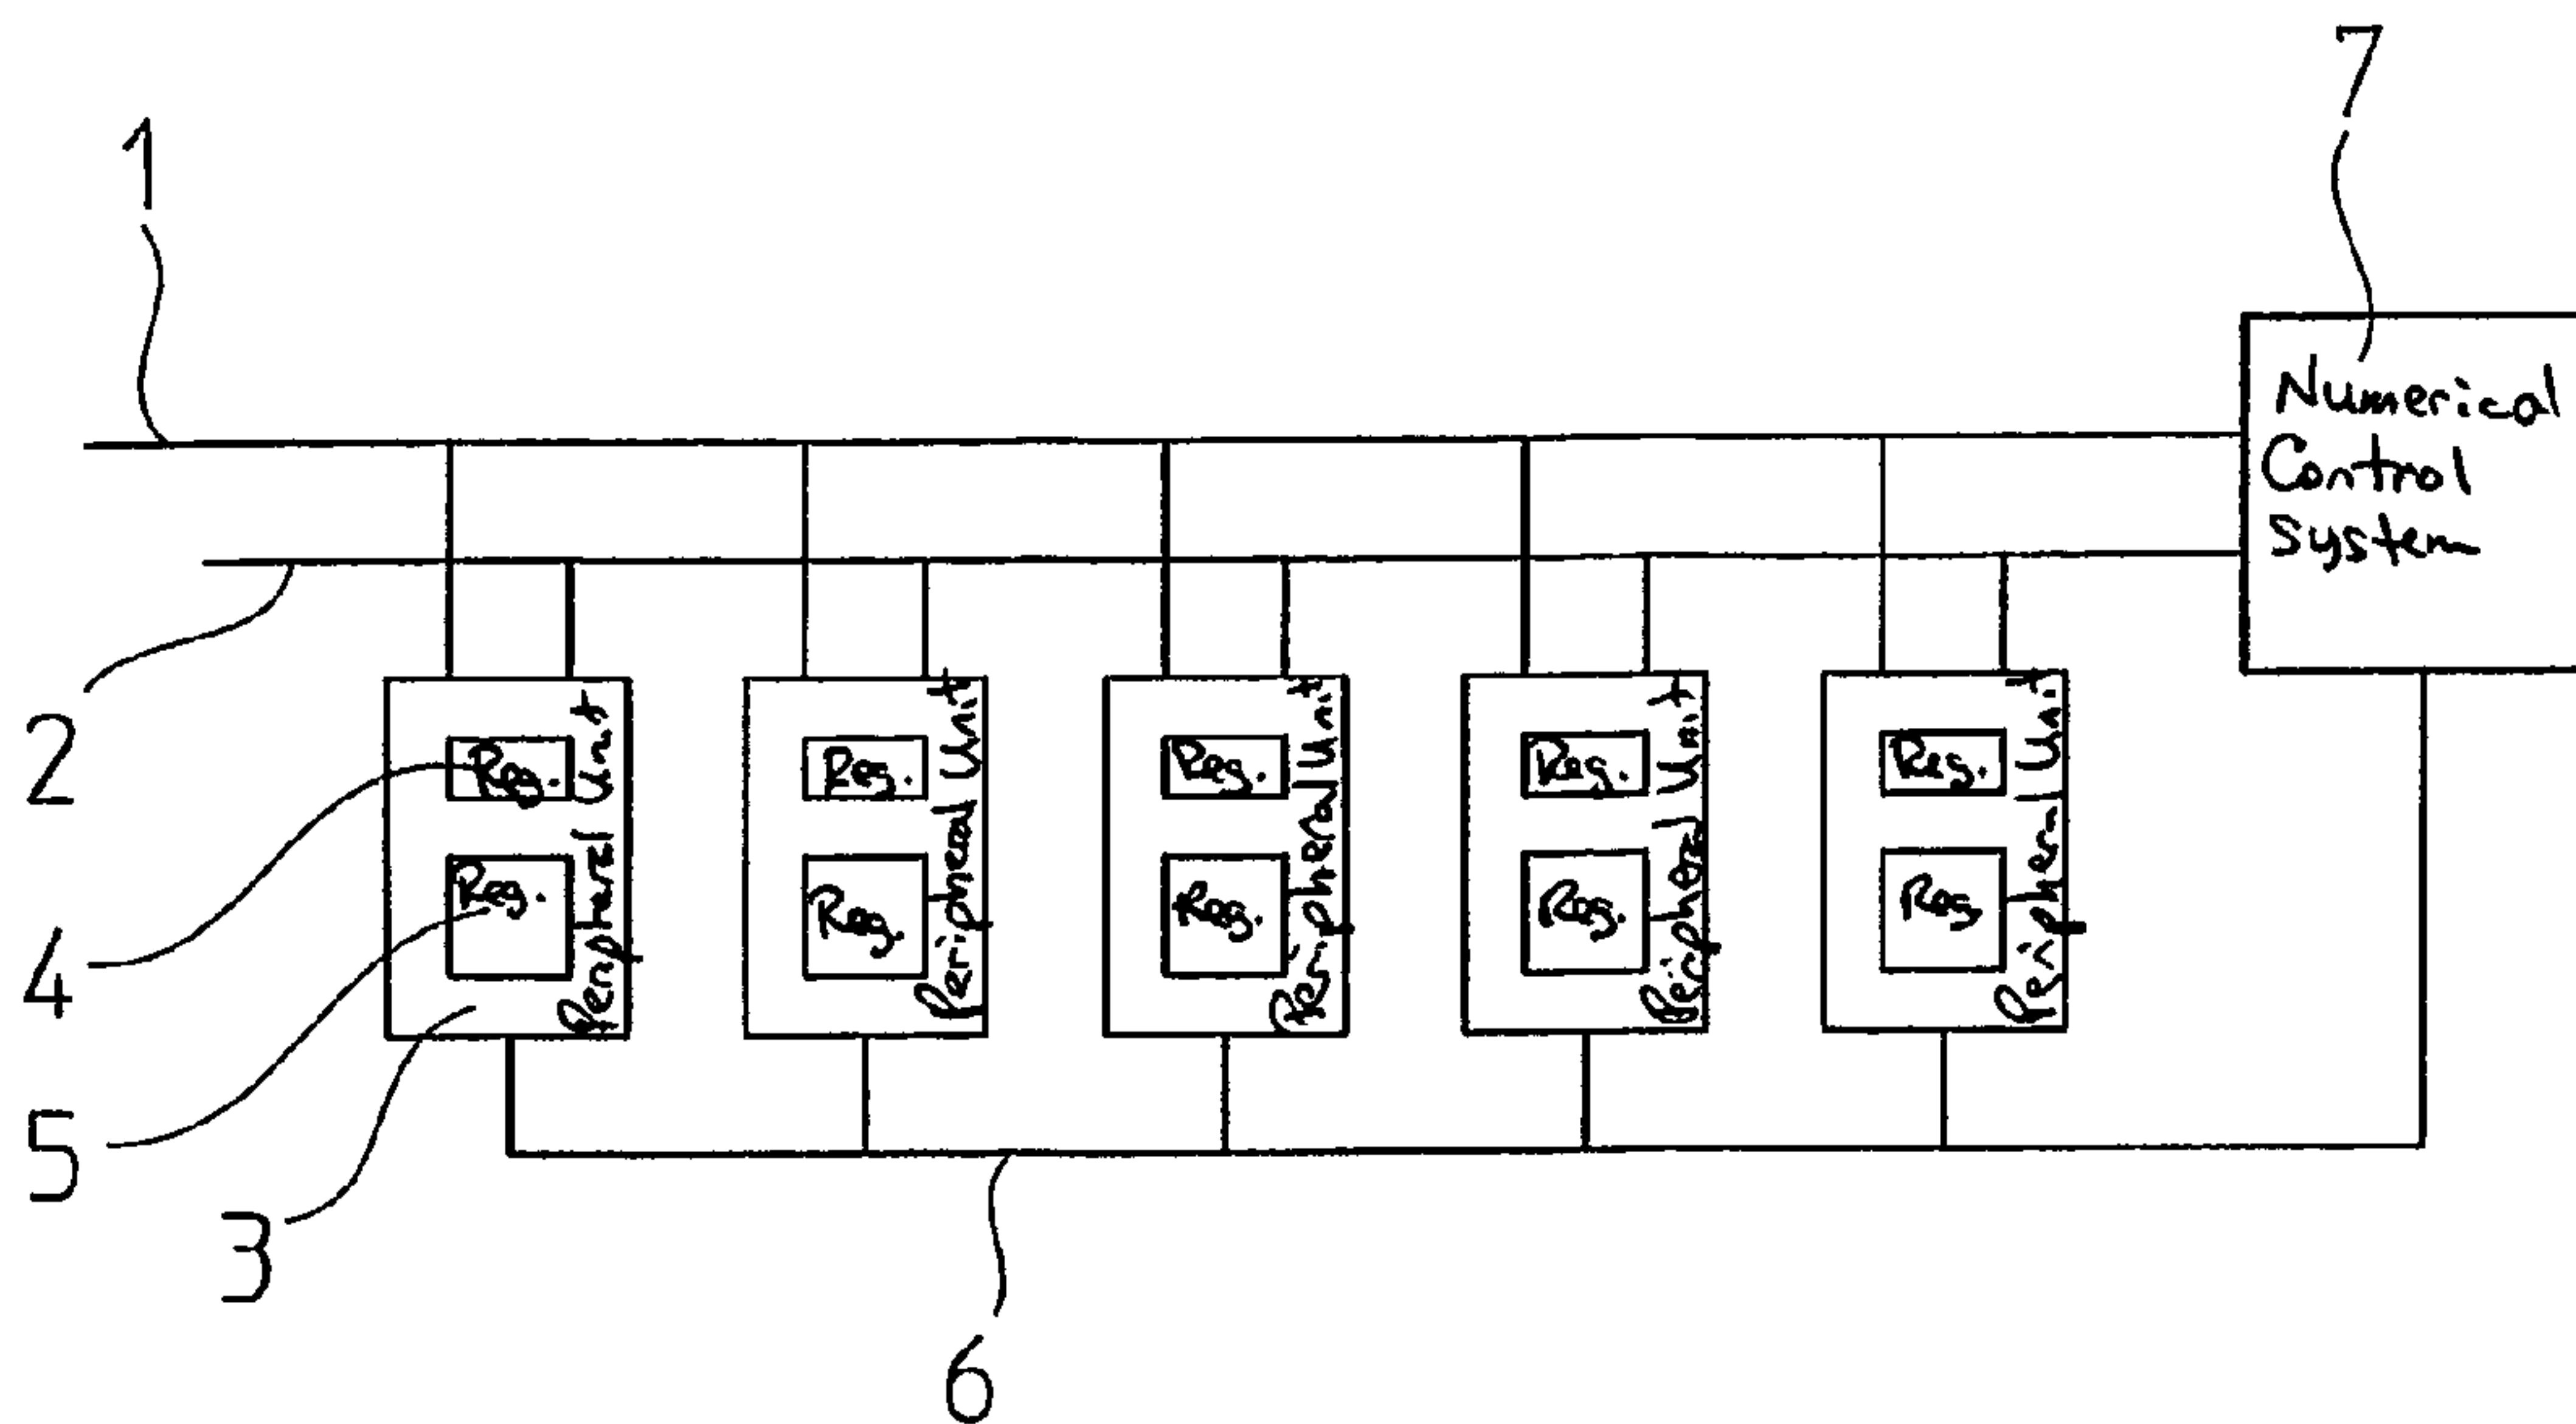 7
1
Numerical
Control
System
2
Reg.
Reg.
Peripheral Unit
Reg.
Reg.
Peripheral Unit
Reg.
Reg.
Peripheral Unit
Reg.
Reg.
Peripheral Unit
Reg.
Reg
Peripheral Unit
4
5
3
6